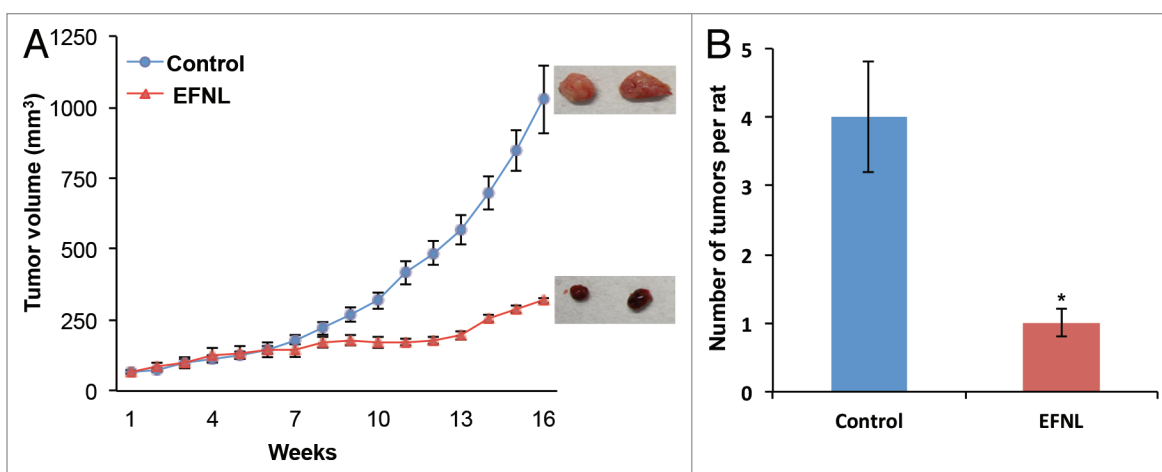 A
1250
1000
750
500
250
0
Tumor volume (mm³)
Control
EFNL
1 4 7 10 13 16
Weeks
B
5
4
3
2
1
0
Number of tumors per rat
*
Control EFNL